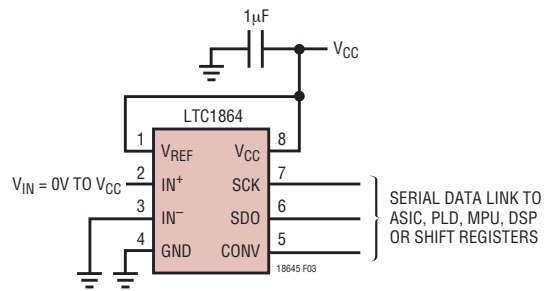 1µF
VCC
LTC1864
1
8
VREF
VCC
2
7
VIN = 0V TO VCC
IN+
SCK
3
6
IN−
SDO
4
5
GND
CONV
SERIAL DATA LINK TO
ASIC, PLD, MPU, DSP
OR SHIFT REGISTERS
18645 F03